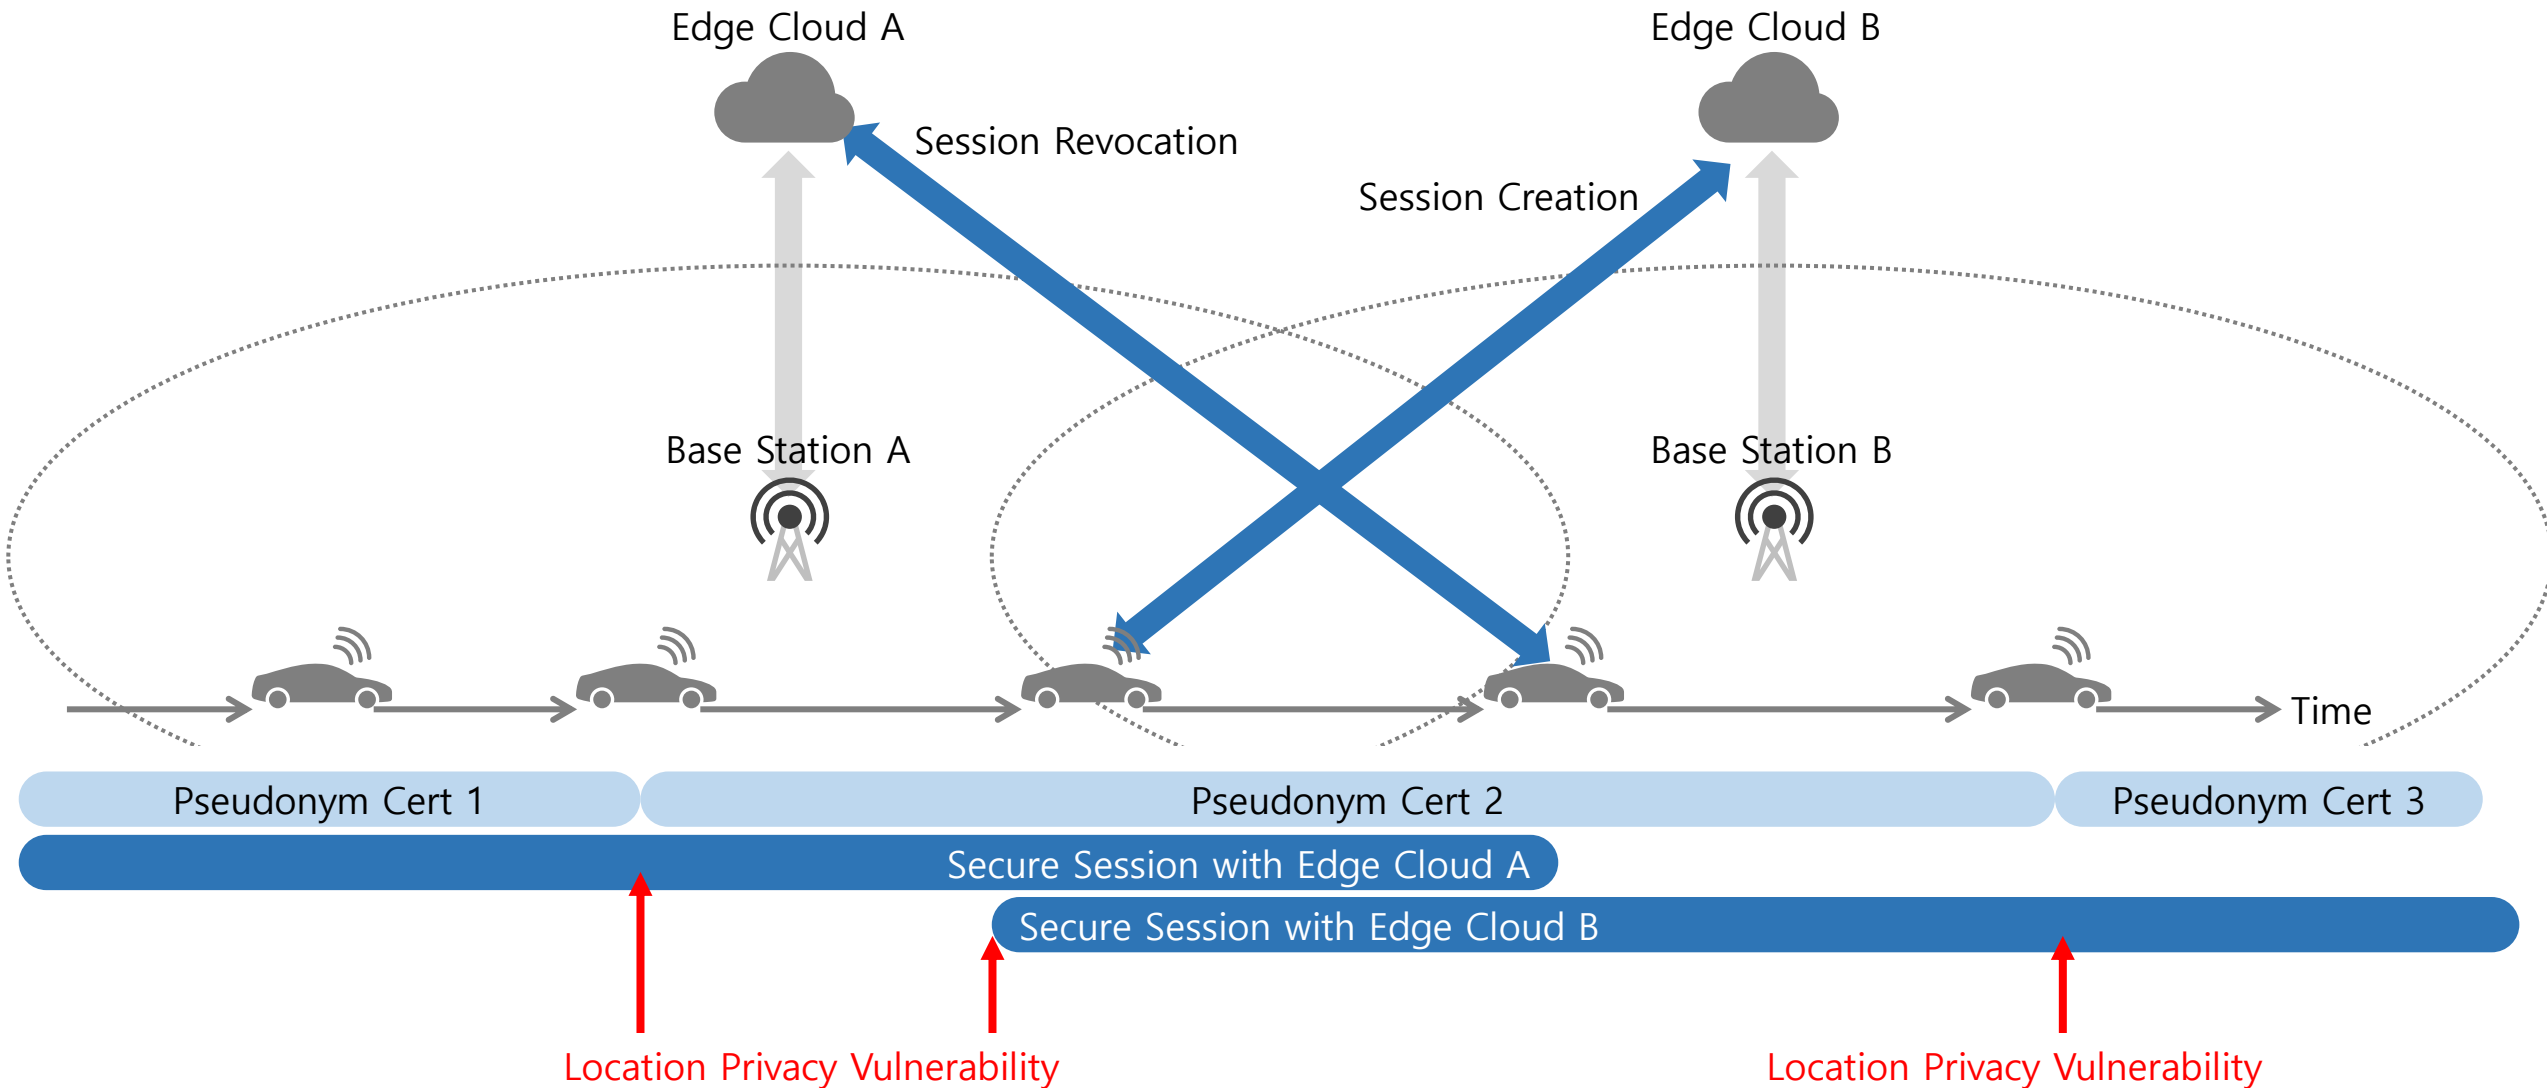 Edge Cloud A
Edge Cloud B
Session Revocation
Session Creation
Base Station A
Base Station B
Time
Pseudonym Cert 1
Pseudonym Cert 2
Pseudonym Cert 3
Secure Session with Edge Cloud A
Secure Session with Edge Cloud B
Location Privacy Vulnerability
Location Privacy Vulnerability